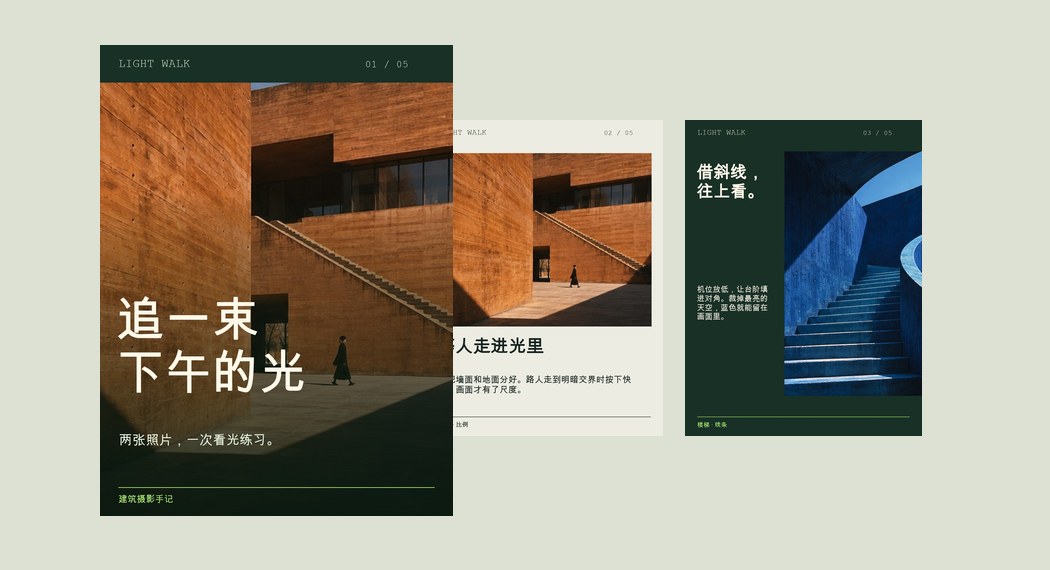 LIGHT WALK
01 / 05
追一束
下午的光
两张照片，一次看光练习。
建筑摄影手记
HT WALK
02 / 05
人走进光里
墙面和地面分好。路人走到明暗交界时按下快
画面才有了尺度。
比例
LIGHT WALK
03 / 05
借斜线，
往上看。
机位放低，让台阶填
进对角。裁掉最亮的
天空，蓝色就能留在
画面里。
楼梯 · 线条